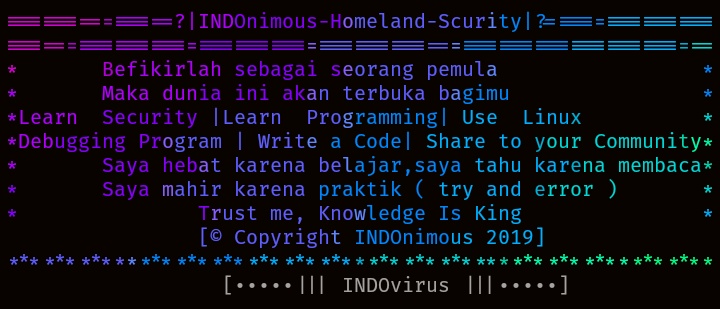 ≡≡≡≡≡≡==≡≡≡==?|INDOnimous-Homeland-Scurity|?=≡≡≡=≡≡≡≡≡≡≡≡≡
≡≡≡≡==≡≡≡≡≡≡≡=≡≡≡≡≡≡≡≡≡=≡≡≡≡≡≡≡≡≡==≡≡≡≡≡≡≡≡≡≡≡≡≡≡≡≡≡==
* Befikirlah sebagai seorang pemula *
* Maka dunia ini akan terbuka bagimu *
*Learn Security |Learn Programming| Use Linux *
*Debugging Program | Write a Code| Share to your Community*
* Saya hebat karena belajar,saya tahu karena membaca*
* Saya mahir karena praktik ( try and error ) *
* Trust me, Knowledge Is King *
[© Copyright INDOnimous 2019]
*** *** *** ** *** *** *** *** *** *** *** *** *** *** *** *** *** *** ***
[•••••||| INDOvirus |||•••••]